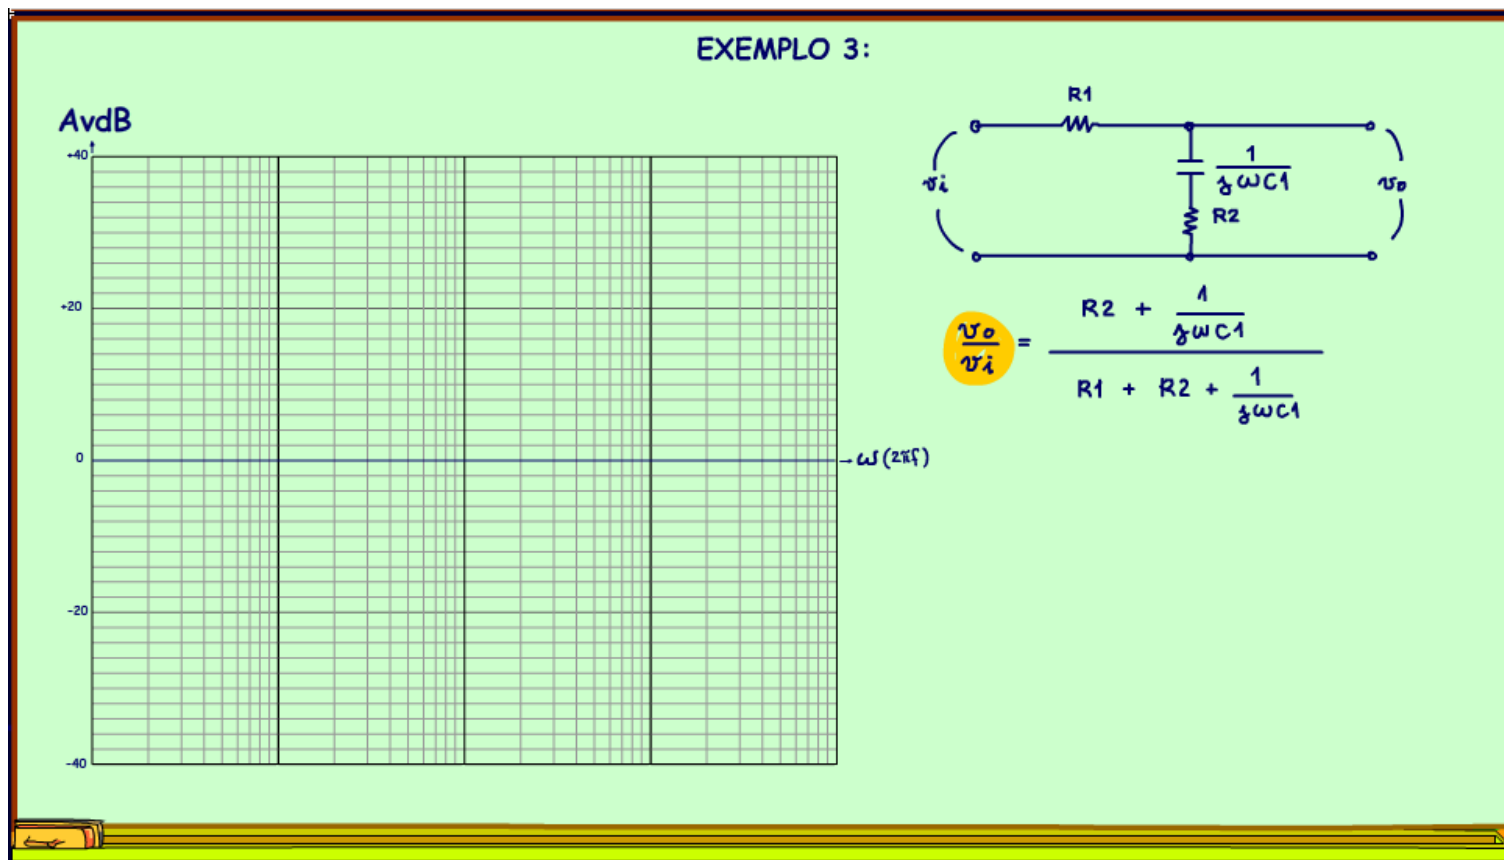 EXEMPLO 3:
AvdB
+40
+20
0
-20
-40
→ ω(2πf)
R1
vi
1
jωC1
R2
vo
vo
vi
=
R2 + 1
jωC1
R1 + R2 + 1
jωC1